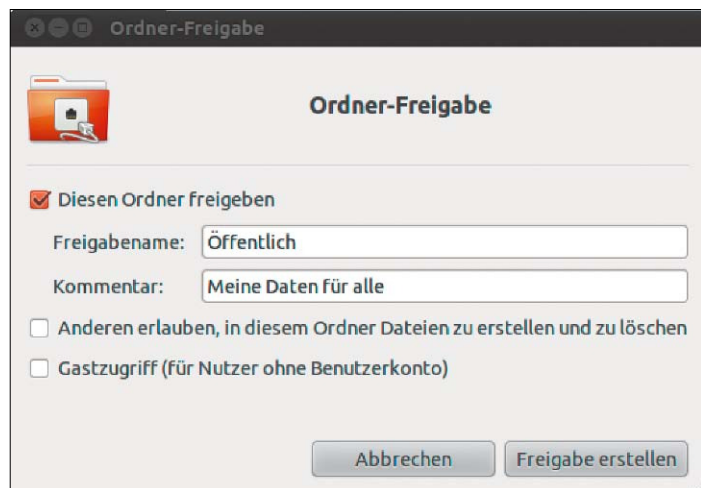 Ordner-Freigabe
Ordner-Freigabe
Diesen Ordner freigeben
Freigabename: Öffentlich
Kommentar: Meine Daten für alle
Anderen erlauben, in diesem Ordner Dateien zu erstellen und zu löschen
Gastzugriff (für Nutzer ohne Benutzerkonto)
Abbrechen Freigabe erstellen